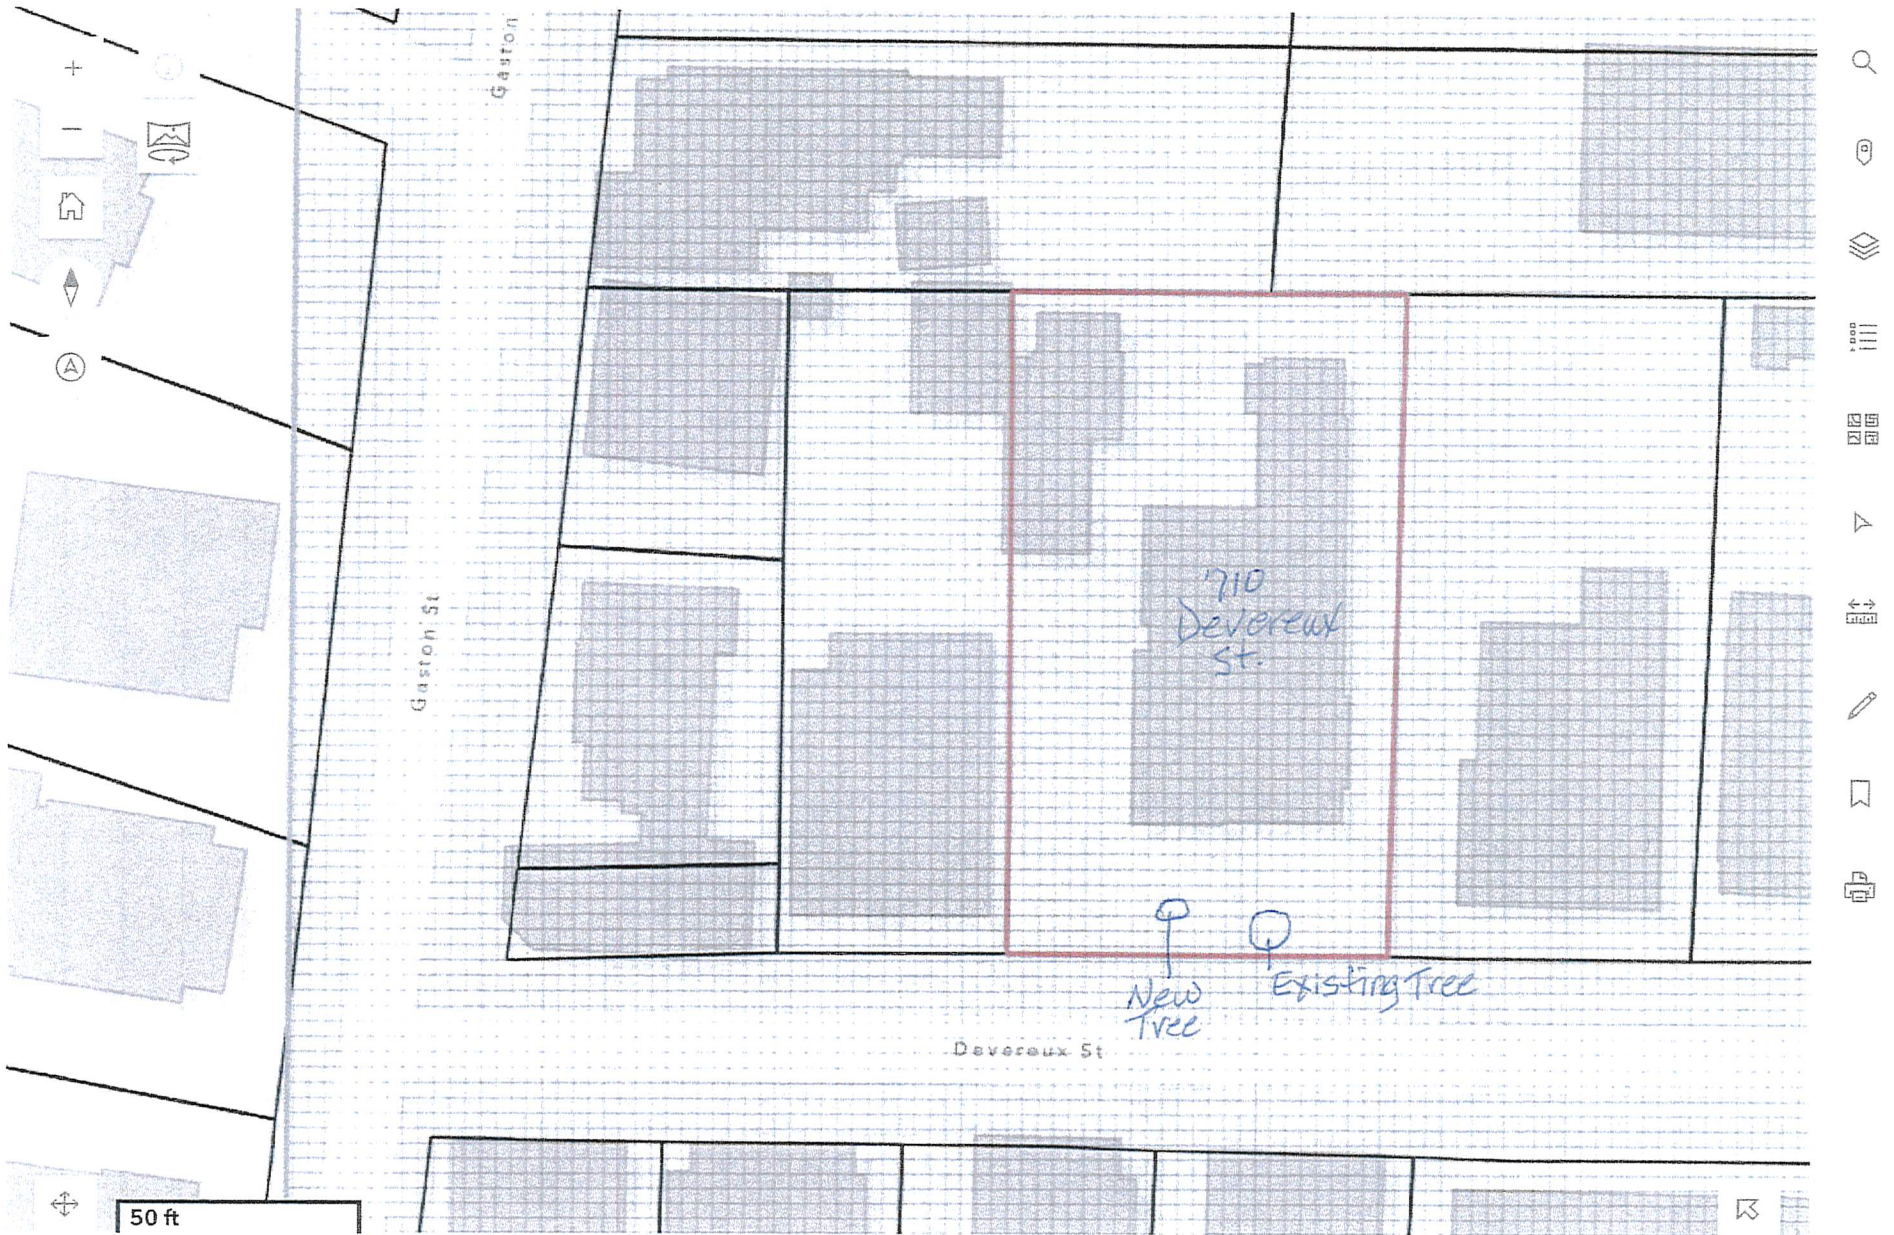 Gaston
Gaston St
710
Devereux
St.
New
Tree
Existing Tree
Devereux St
50 ft